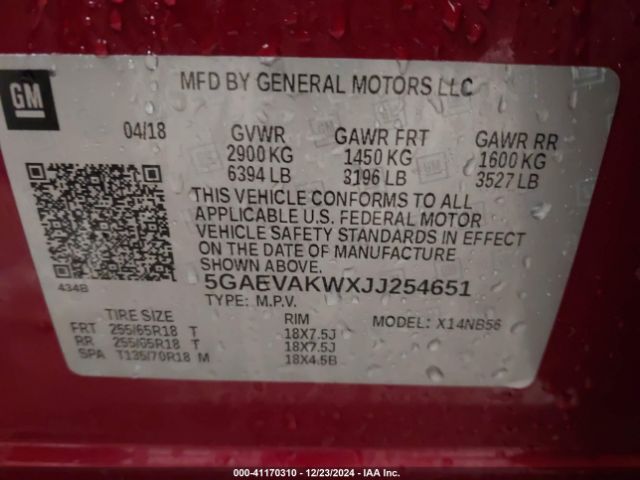 GM
MFD BY GENERAL MOTORS LLC
04/18 GVWR GAWR FRT GAWR RR
2900 KG 1450 KG 1600 KG
6394 LB 3196 LB 3527 LB
THIS VEHICLE CONFORMS TO ALL
APPLICABLE U.S. FEDERAL MOTOR
VEHICLE SAFETY STANDARDS IN EFFECT
ON THE DATE OF MANUFACTURE
SHOWN ABOVE.
434B 5GAEVAKWXJJ254651
TYPE: M.P.V.
TIRE SIZE RIM MODEL: X14NB56
FRT 255/65R18 T 18X7.5J
RR 255/65R18 T 18X7.5J
SPA T135/70R18 M 18X4.5B
000-41170310 - 12/23/2024 - IAA Inc.